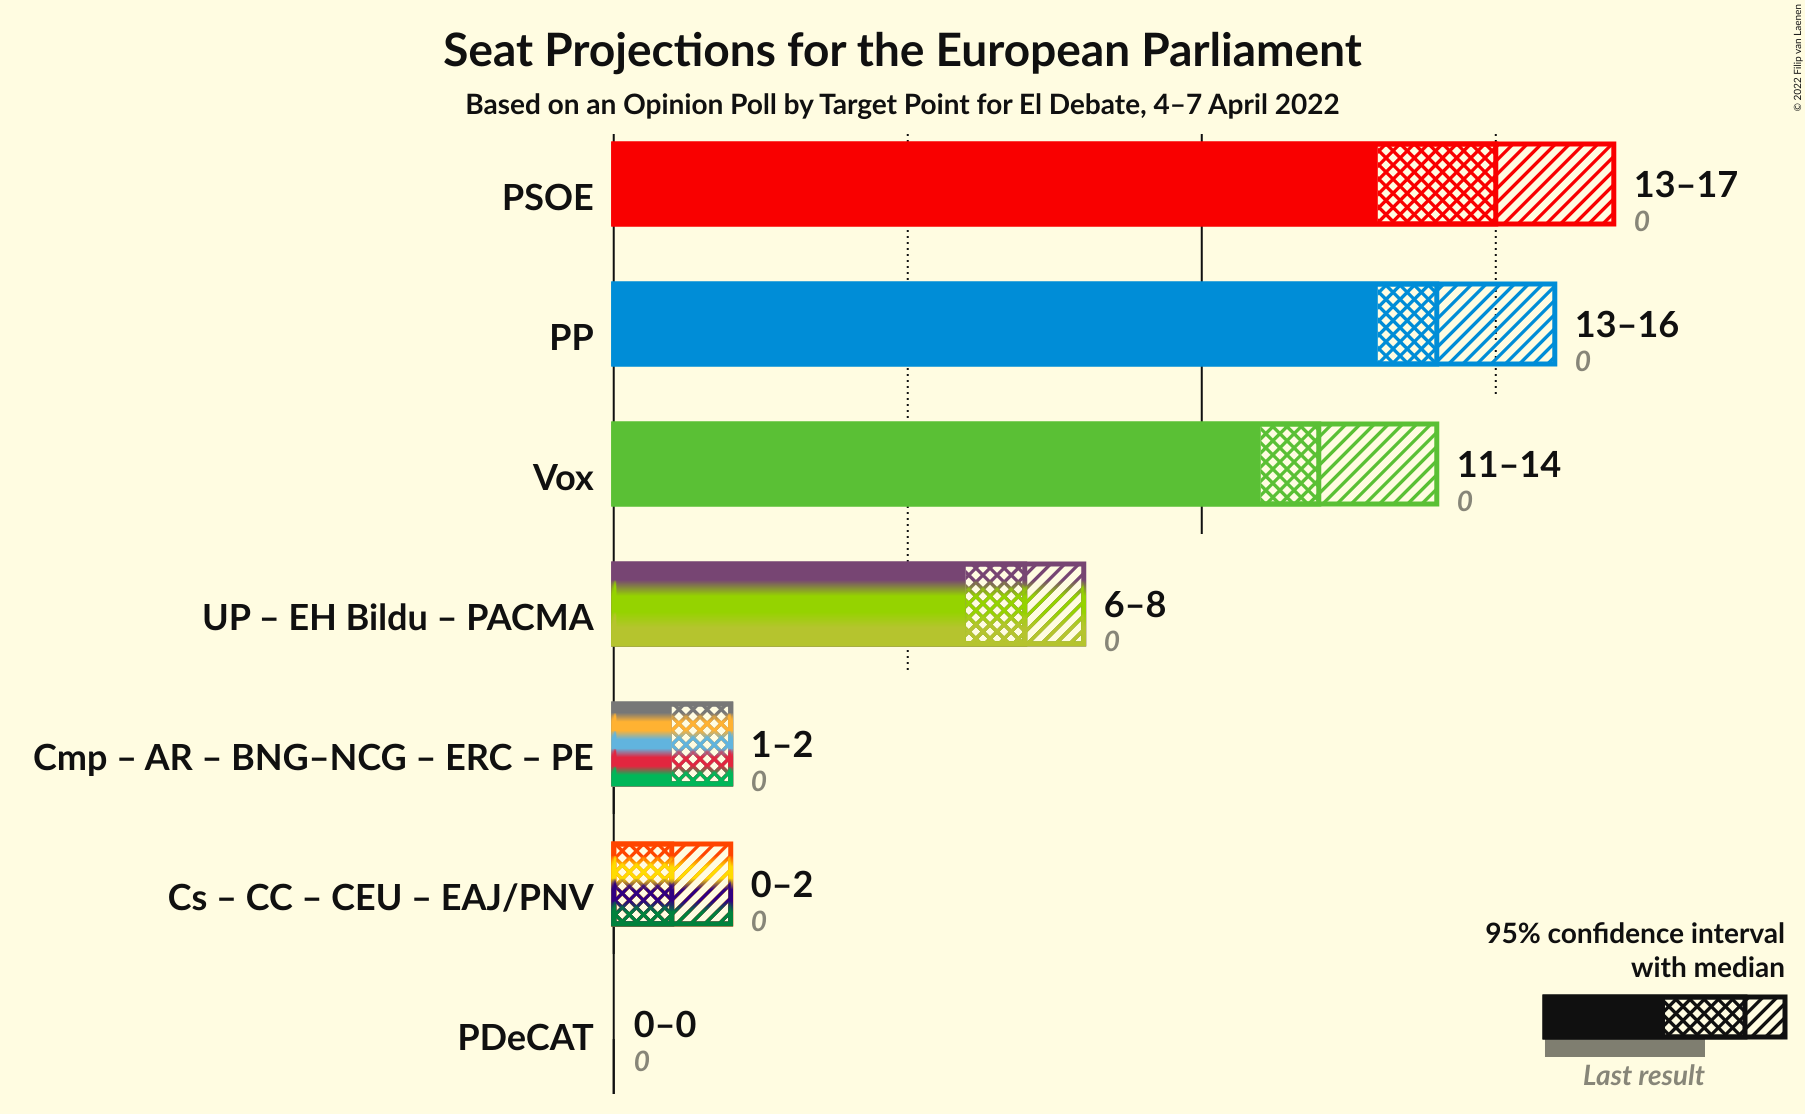 Seat Projections for the European Parliament
Based on an Opinion Poll by Target Point for El Debate, 4–7 April 2022
© 2022 Filip van Laenen
PSOE
13–17
0
PP
13–16
0
Vox
11–14
0
UP – EH Bildu – PACMA
6–8
0
Cmp – AR – BNG–NCG – ERC – PE
1–2
0
Cs – CC – CEU – EAJ/PNV
0–2
0
PDeCAT
0–0
0
95% confidence interval
with median
Last result